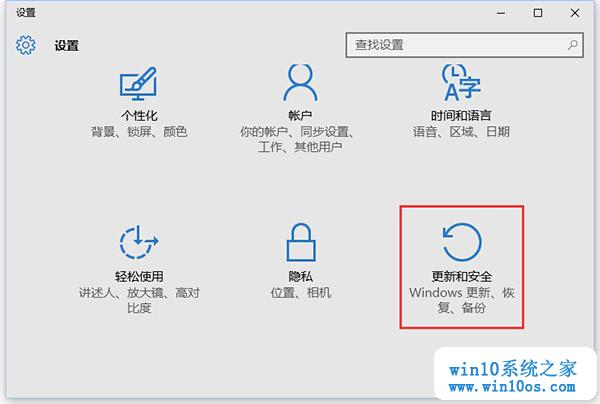 设置
设置
查找设置
个性化
背景、锁屏、颜色
帐户
你的帐户、同步设置、
工作、其他用户
时间和语言
语音、区域、日期
轻松使用
讲述人、放大镜、高对
比度
隐私
位置、相机
更新和安全
Windows 更新、恢
复、备份
win10系统之家
www.win10os.com